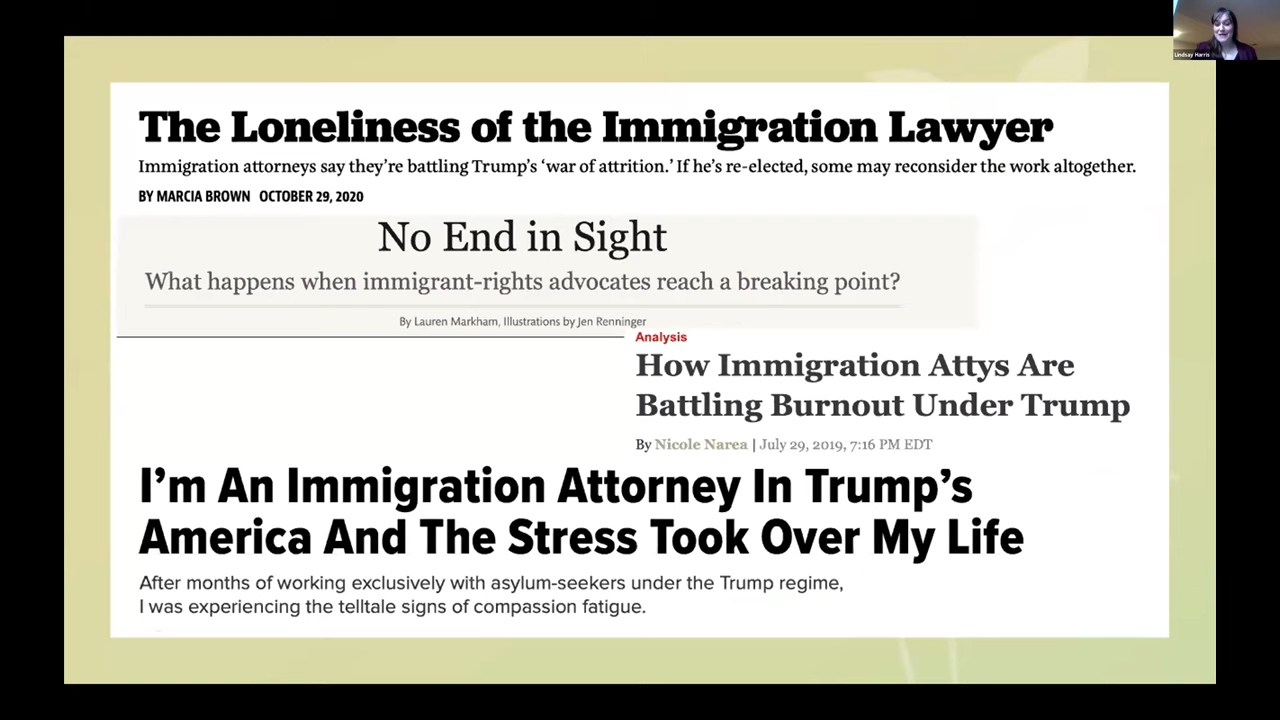 Lindsay Harris
The Loneliness of the Immigration Lawyer
Immigration attorneys say they're battling Trump's ‘war of attrition.’ If he's re-elected, some may reconsider the work altogether.
BY MARCIA BROWN OCTOBER 29, 2020
No End in Sight
What happens when immigrant-rights advocates reach a breaking point?
By Lauren Markham, Illustrations by Jen Renninger
Analysis
How Immigration Attys Are
Battling Burnout Under Trump
By Nicole Narea | July 29, 2019, 7:16 PM EDT
I'm An Immigration Attorney In Trump's
America And The Stress Took Over My Life
After months of working exclusively with asylum-seekers under the Trump regime,
I was experiencing the telltale signs of compassion fatigue.